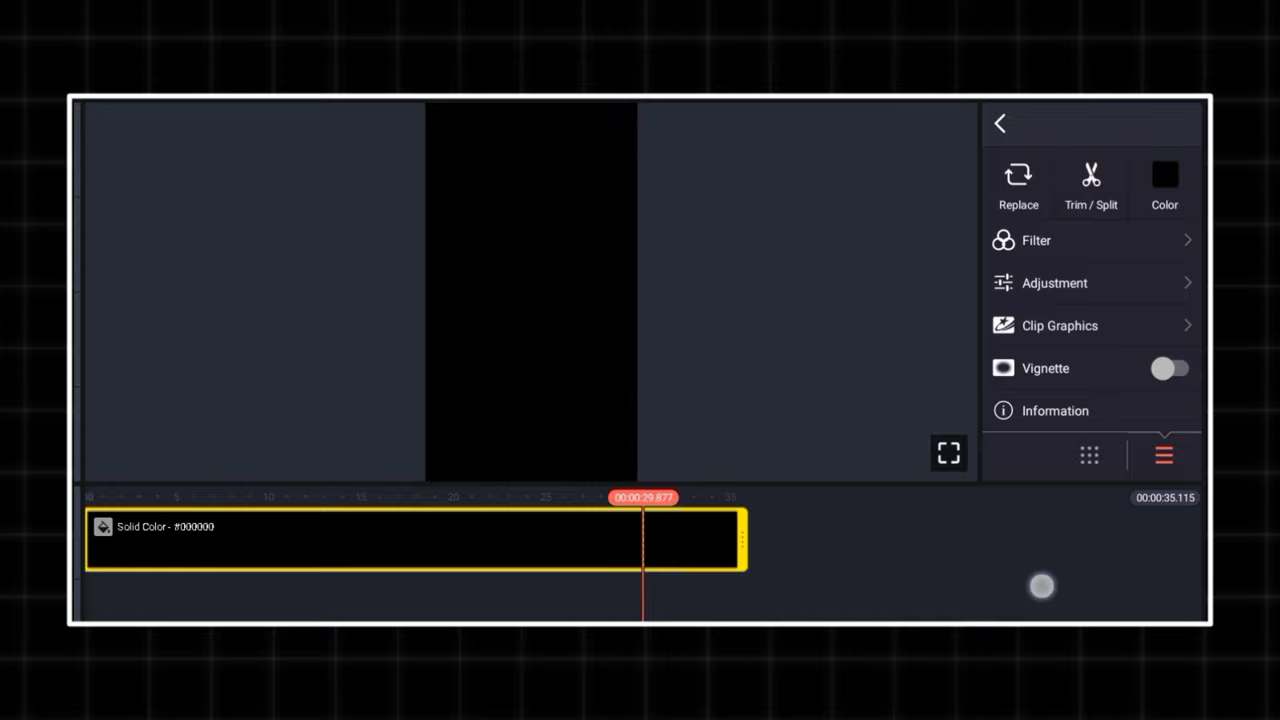 Replace
Trim / Split
Color
Filter
Adjustment
Clip Graphics
Vignette
Information
5 10 15 20 25 00:00:29.877 35 00:00:35.115
Solid Color - #000000